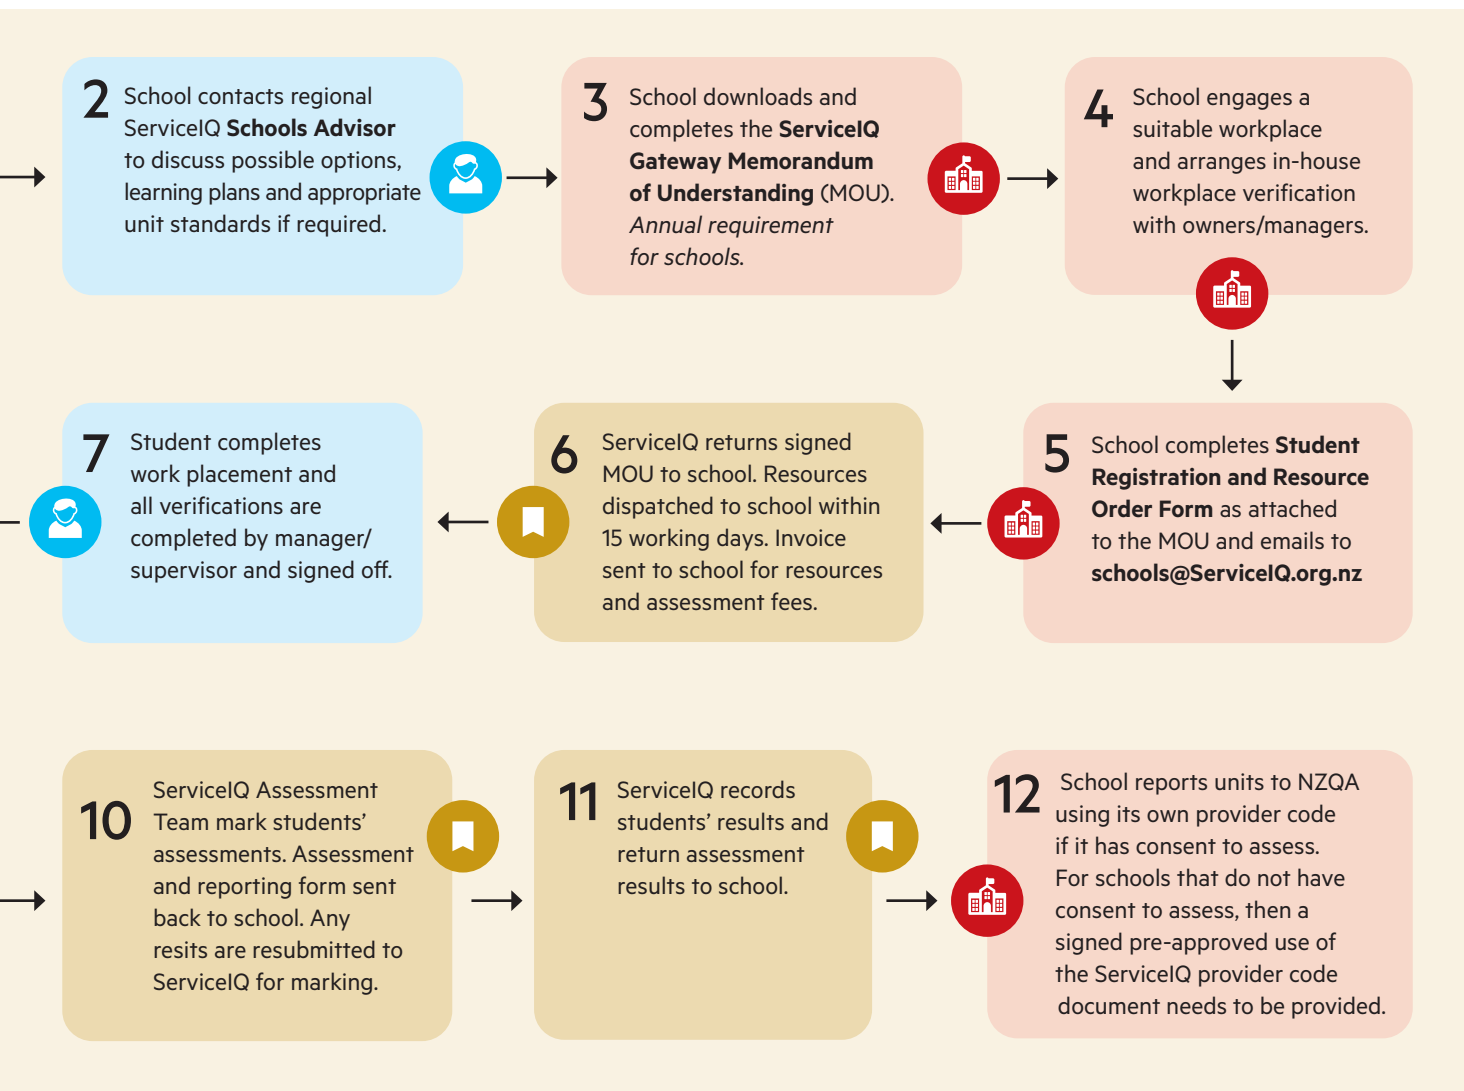 2
School contacts regional
ServiceIQ Schools Advisor
to discuss possible options,
learning plans and appropriate
unit standards if required.
3
School downloads and
completes the ServiceIQ
Gateway Memorandum
of Understanding (MOU).
Annual requirement
for schools.
4
School engages a
suitable workplace
and arranges in-house
workplace verification
with owners/managers.
5
School completes Student
Registration and Resource
Order Form as attached
to the MOU and emails to
schools@ServiceIQ.org.nz
6
ServiceIQ returns signed
MOU to school. Resources
dispatched to school within
15 working days. Invoice
sent to school for resources
and assessment fees.
7
Student completes
work placement and
all verifications are
completed by manager/
supervisor and signed off.
10
ServiceIQ Assessment
Team mark students’
assessments. Assessment
and reporting form sent
back to school. Any
resits are resubmitted to
ServiceIQ for marking.
11
ServiceIQ records
students’ results and
return assessment
results to school.
12
School reports units to NZQA
using its own provider code
if it has consent to assess.
For schools that do not have
consent to assess, then a
signed pre-approved use of
the ServiceIQ provider code
document needs to be provided.